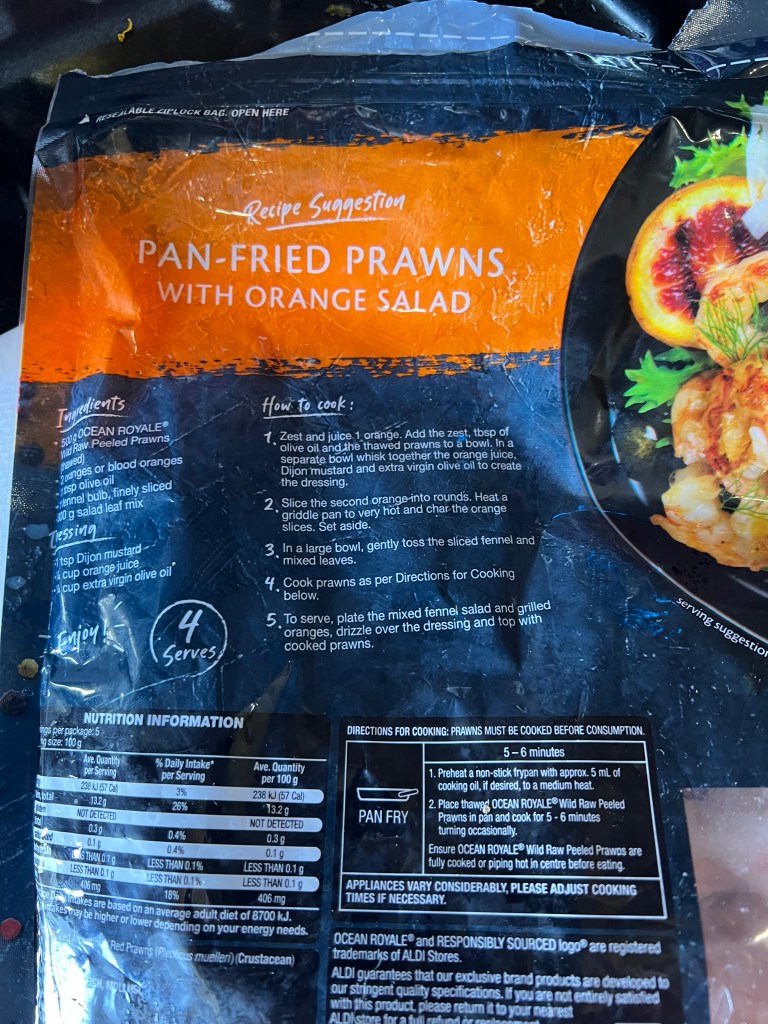 RESEALABLE ZIPLOCK BAG. OPEN HERE
Recipe Suggestion
PAN-FRIED PRAWNS
WITH ORANGE SALAD
Ingredients
500 g OCEAN ROYALE®
Wild Raw Peeled Prawns
2 oranges or blood oranges
tbsp olive oil
fennel bulb, finely sliced
g salad leaf mix
Dressing
1 tsp Dijon mustard
cup orange juice
cup extra virgin olive oil
Enjoy!
4
Serves
How to cook:
1. Zest and juice 1 orange. Add the zest, tbsp of
olive oil and the thawed prawns to a bowl. In a
separate bowl whisk together the orange juice,
Dijon mustard and extra virgin olive oil to create
the dressing.
2. Slice the second orange into rounds. Heat a
griddle pan to very hot and char the orange
slices. Set aside.
3. In a large bowl, gently toss the sliced fennel and
mixed leaves.
4. Cook prawns as per Directions for Cooking
below.
5. To serve, plate the mixed fennel salad and grilled
oranges, drizzle over the dressing and top with
cooked prawns.
serving suggestion
NUTRITION INFORMATION
per package: 5
size: 100 g
Ave. Quantity per Serving % Daily Intake* per Serving Ave. Quantity per 100 g
238 kJ (57 Cal) 3% 238 kJ (57 Cal)
total 13.2 g 26% 13.2 g
NOT DETECTED NOT DETECTED
0.3 g 0.4% 0.3 g
0.1 g 0.4% 0.1 g
LESS THAN 0.1 g LESS THAN 0.1% LESS THAN 0.1 g
LESS THAN 0.1 g LESS THAN 0.1% LESS THAN 0.1 g
406 mg 18% 406 mg
Intakes are based on an average adult diet of 8700 kJ.
intakes may be higher or lower depending on your energy needs.
Red Prawns (Pleoticus muelleri) (Crustacean)
DIRECTIONS FOR COOKING: PRAWNS MUST BE COOKED BEFORE CONSUMPTION.
PAN FRY
5 – 6 minutes
1. Preheat a non-stick frypan with approx. 5 mL of
cooking oil, if desired, to a medium heat.
2. Place thawed OCEAN ROYALE® Wild Raw Peeled
Prawns in pan and cook for 5 - 6 minutes
turning occasionally.
Ensure OCEAN ROYALE® Wild Raw Peeled Prawns are
fully cooked or piping hot in centre before eating.
APPLIANCES VARY CONSIDERABLY, PLEASE ADJUST COOKING
TIMES IF NECESSARY.
OCEAN ROYALE® and RESPONSIBLY SOURCED logo® are registered
trademarks of ALDI Stores.
ALDI guarantees that our exclusive brand products are developed to
our stringent quality specifications. If you are not entirely satisfied
with this product, please return it to your nearest
ALDI store for a full refund or